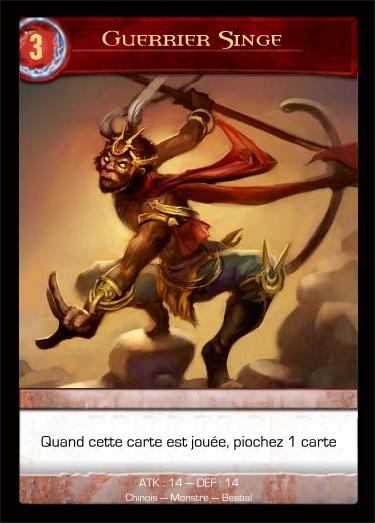 3
Guerrier Singe
Quand cette carte est jouée, piochez 1 carte
ATK : 14 — DEF : 14
Chinois — Monstre — Bestial